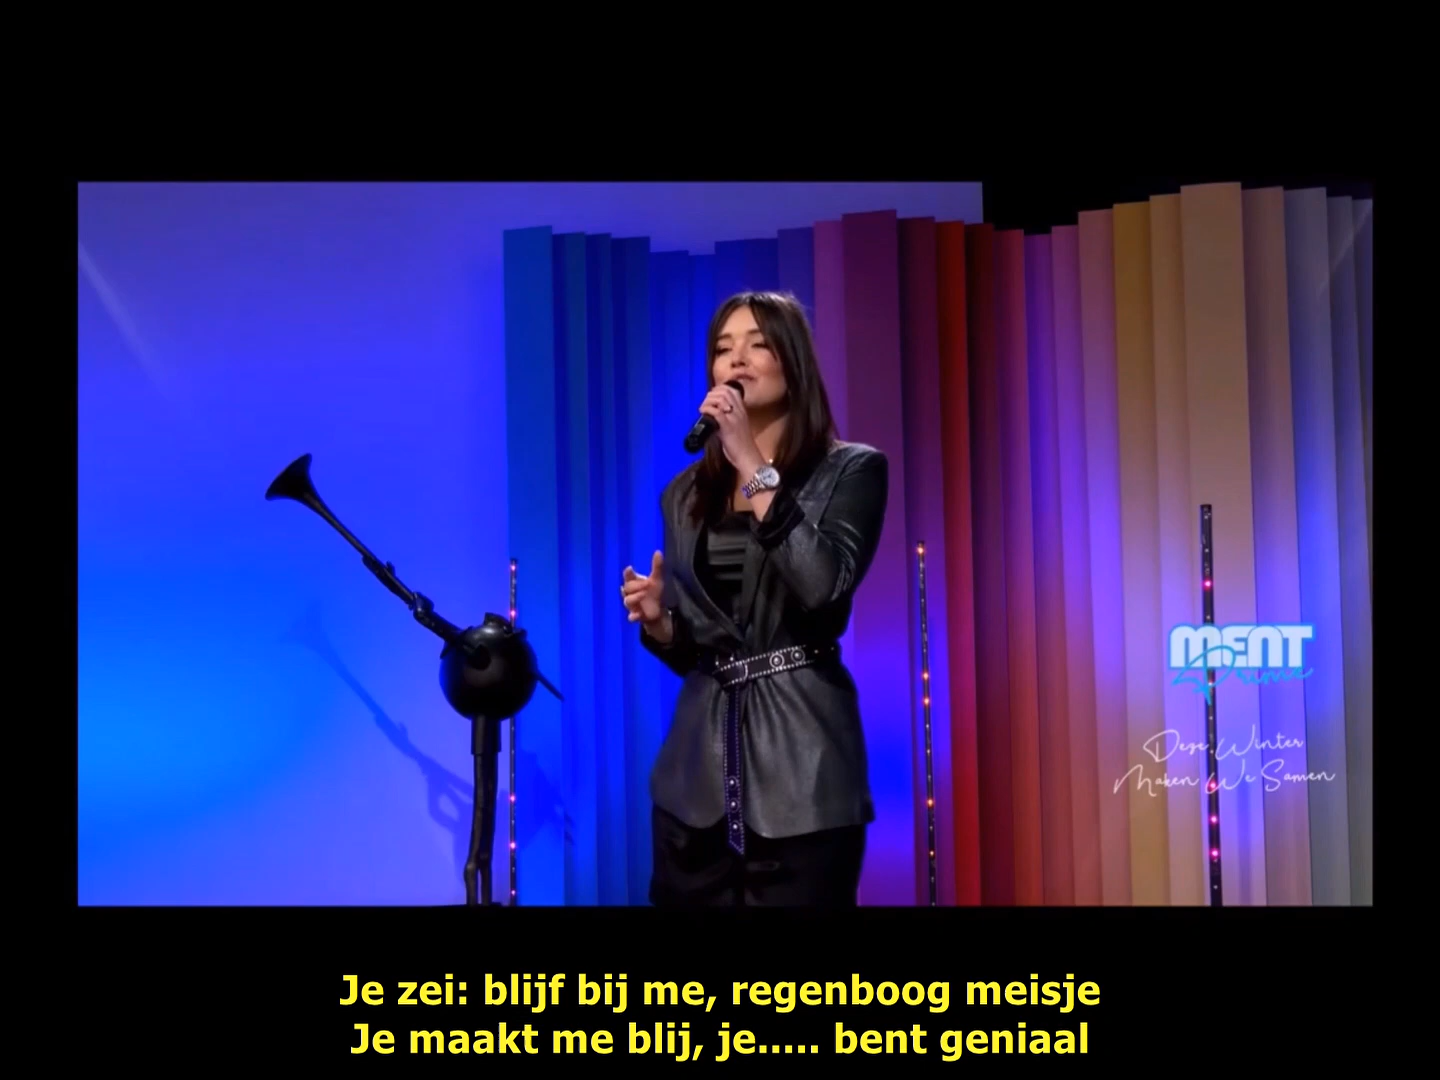 MENT
Prime
Deze Winter
Maken We Samen
Je zei: blijf bij me, regenboog meisje
Je maakt me blij, je..... bent geniaal